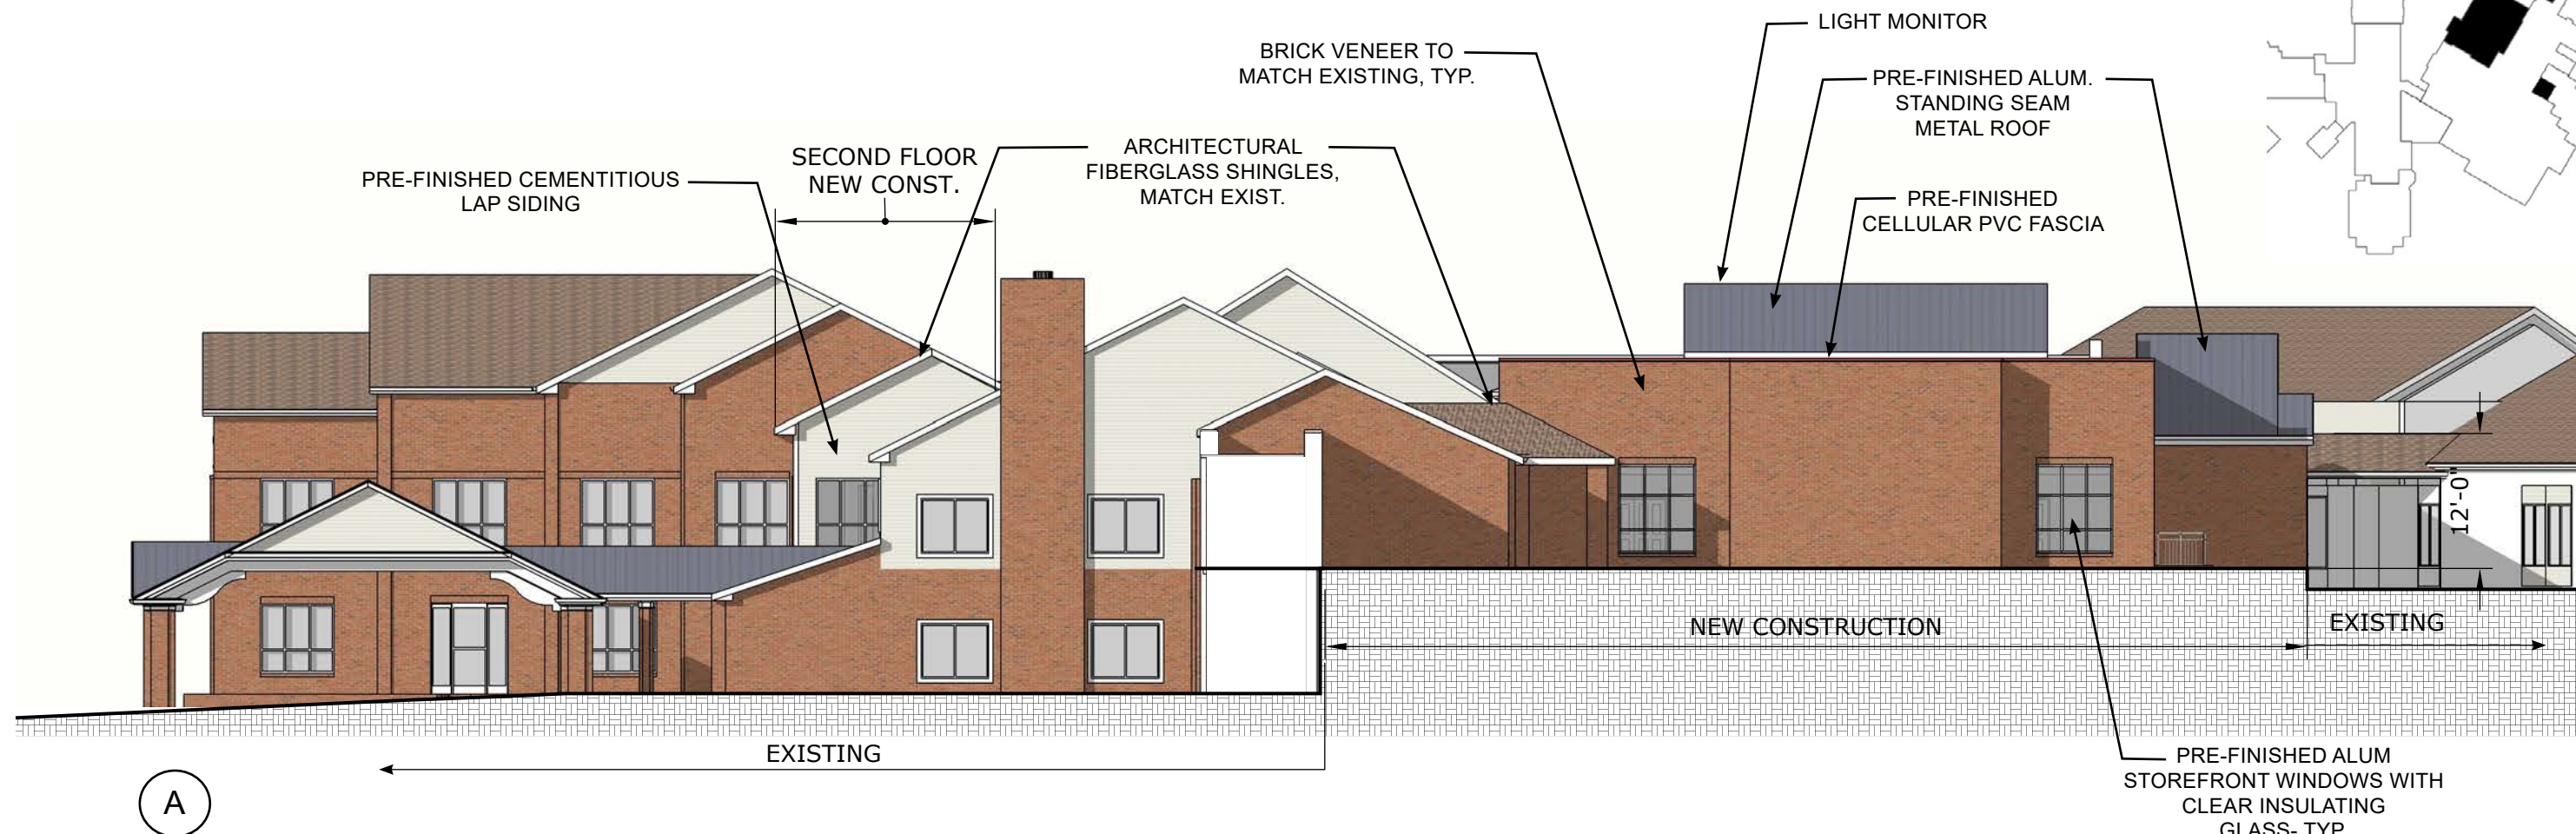 LIGHT MONITOR
BRICK VENEER TO
MATCH EXISTING, TYP.
PRE-FINISHED ALUM.
STANDING SEAM
METAL ROOF
ARCHITECTURAL
FIBERGLASS SHINGLES,
MATCH EXIST.
SECOND FLOOR
NEW CONST.
PRE-FINISHED CEMENTITIOUS
LAP SIDING
PRE-FINISHED
CELLULAR PVC FASCIA
12'-0"
NEW CONSTRUCTION
EXISTING
EXISTING
A
PRE-FINISHED ALUM
STOREFRONT WINDOWS WITH
CLEAR INSULATING
GLASS- TYP